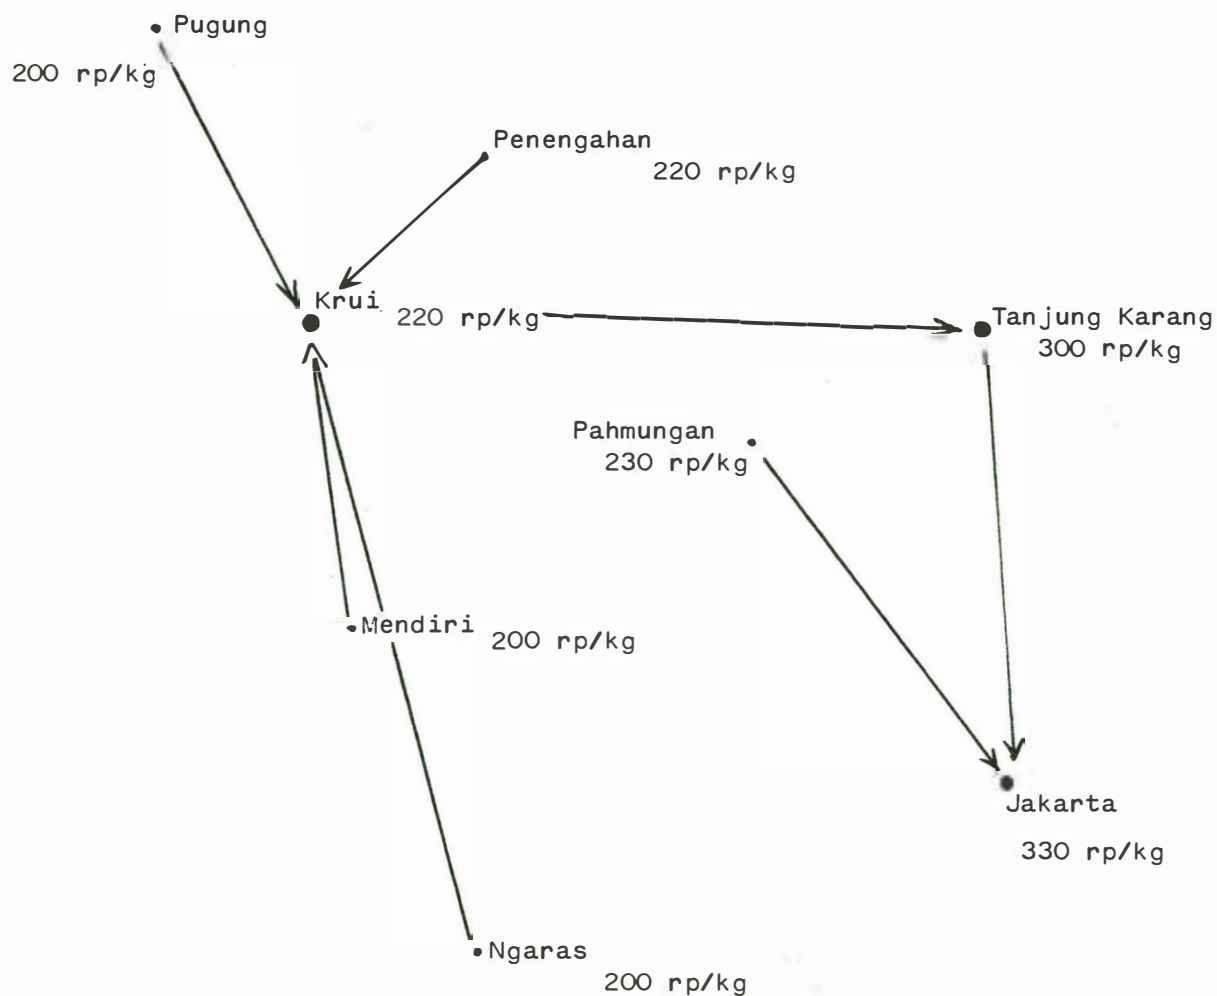 Pugung
200 rp/kg
Penengahan
220 rp/kg
Krui
220 rp/kg
Tanjung Karang
300 rp/kg
Pahmungan
230 rp/kg
Mendiri
200 rp/kg
Jakarta
330 rp/kg
Ngaras
200 rp/kg